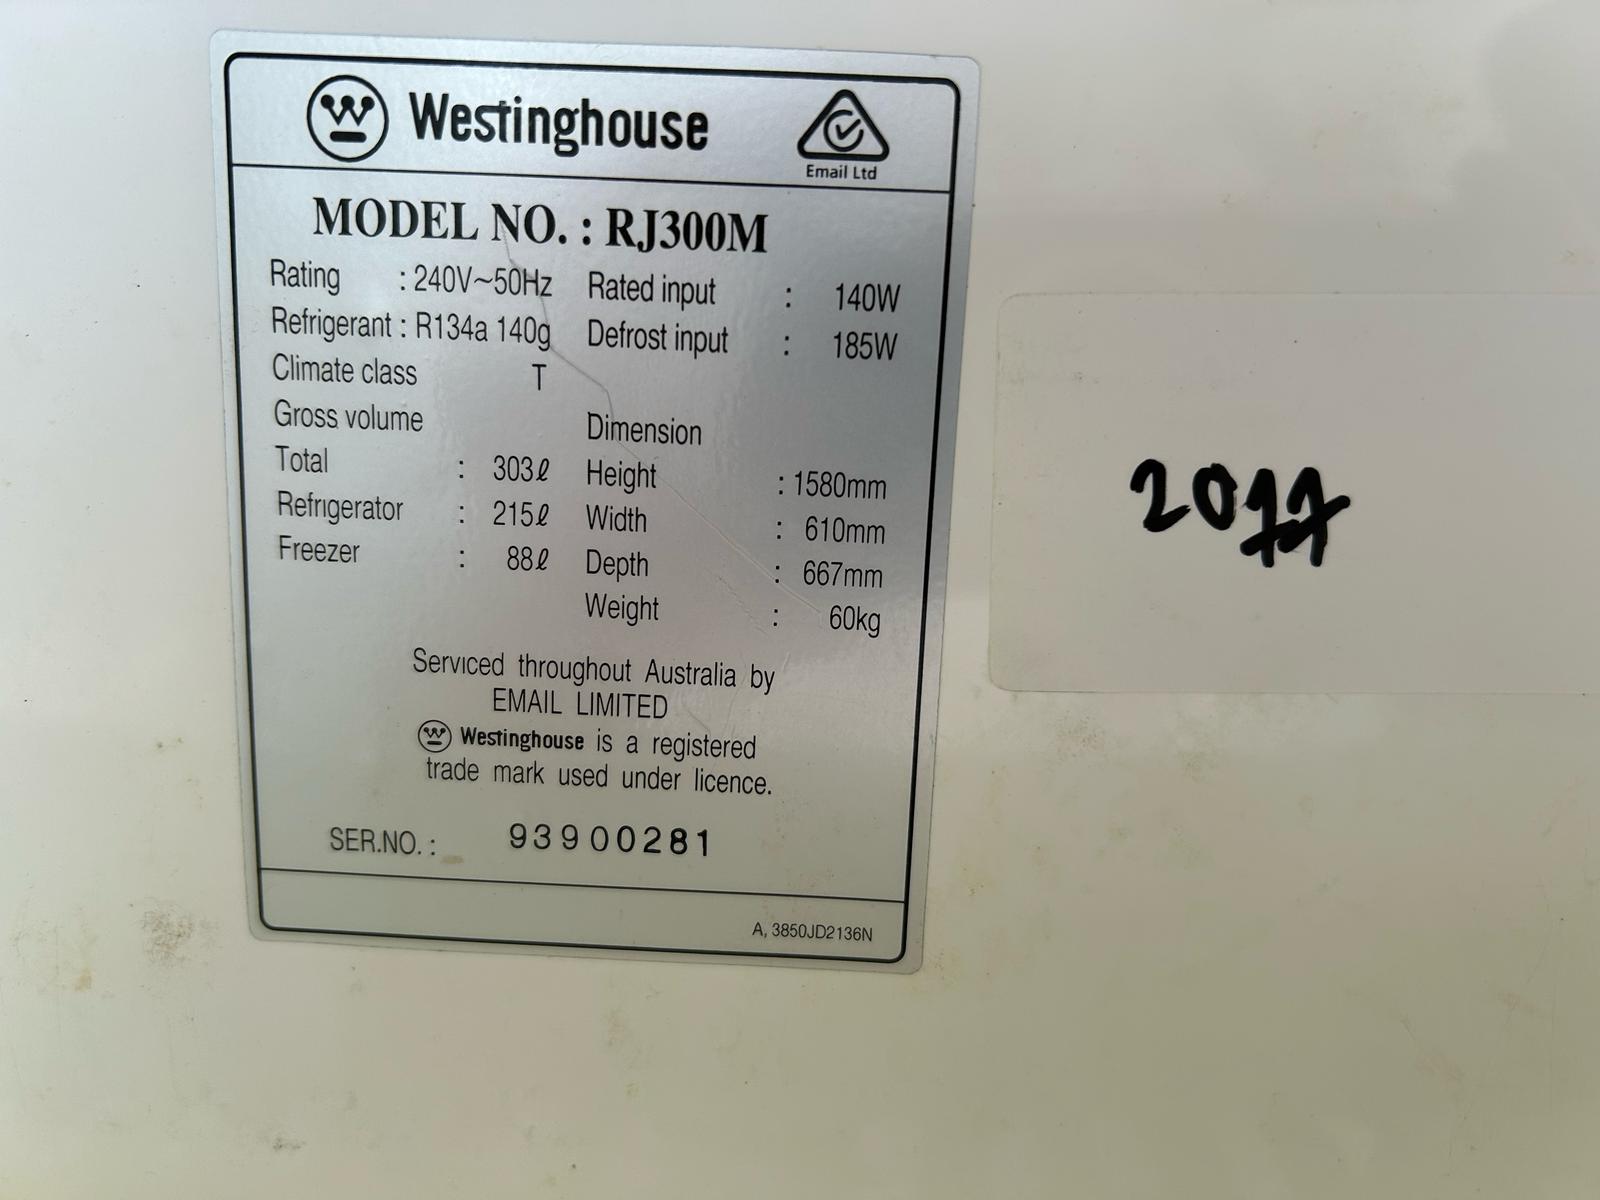 Westinghouse
Email Ltd
MODEL NO. : RJ300M
Rating : 240V~50Hz Rated input : 140W
Refrigerant : R134a 140g Defrost input : 185W
Climate class T
Gross volume Dimension
Total : 303ℓ Height : 1580mm
Refrigerator : 215ℓ Width : 610mm
Freezer : 88ℓ Depth : 667mm
Weight : 60kg
Serviced throughout Australia by
EMAIL LIMITED
Westinghouse is a registered
trade mark used under licence.
SER.NO. : 93900281
A, 3850JD2136N
2077